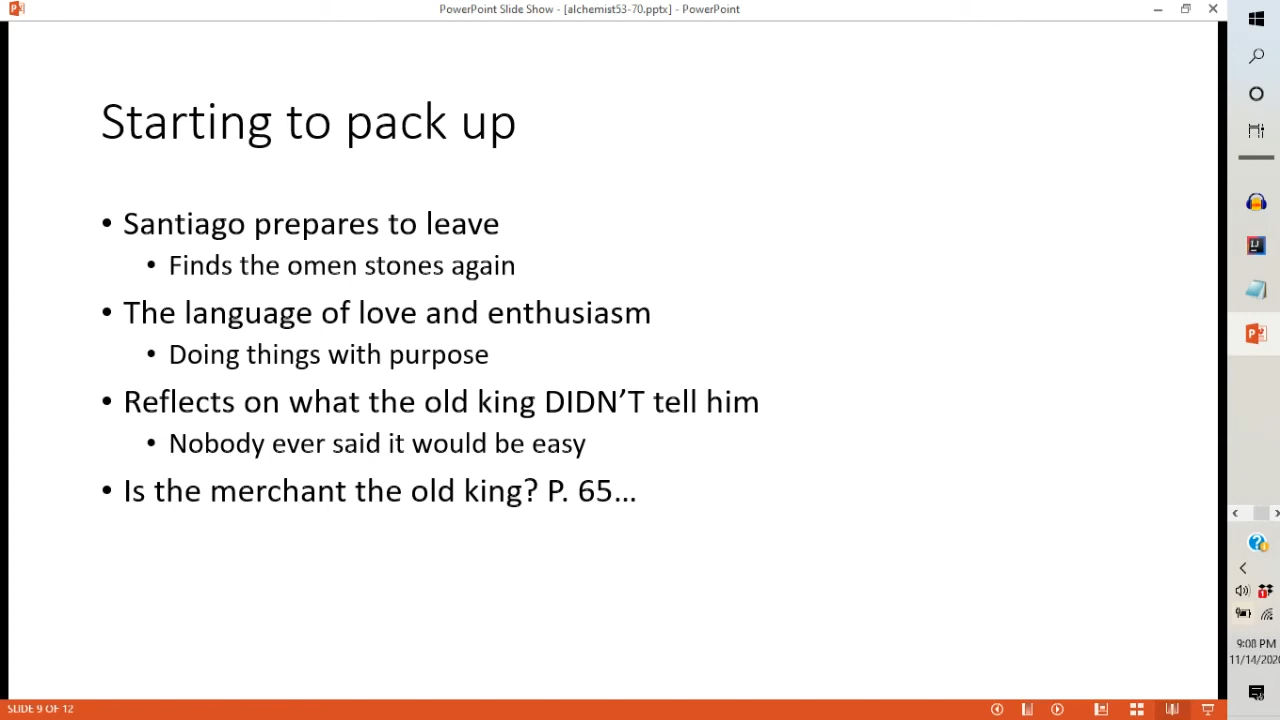 PowerPoint Slide Show - [alchemist53-70.pptx] - PowerPoint
Starting to pack up
• Santiago prepares to leave
• Finds the omen stones again
• The language of love and enthusiasm
• Doing things with purpose
• Reflects on what the old king DIDN’T tell him
• Nobody ever said it would be easy
• Is the merchant the old king? P. 65…
9:08 PM
11/14/2020
SLIDE 9 OF 12